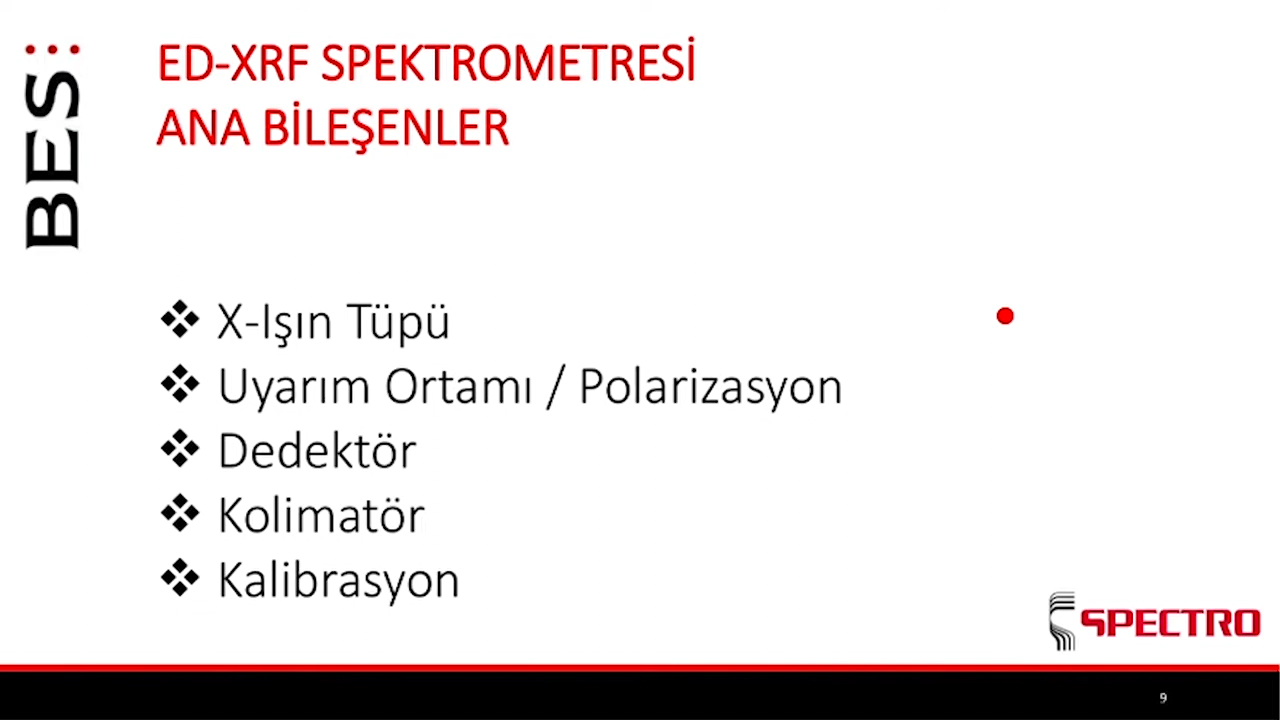 BES
ED-XRF SPEKTROMETRESİ
ANA BİLEŞENLER
X-Işın Tüpü
Uyarım Ortamı / Polarizasyon
Dedektör
Kolimatör
Kalibrasyon
SPECTRO
9